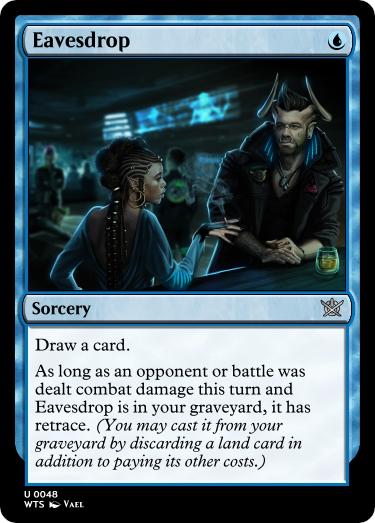 Eavesdrop
Sorcery
Draw a card.
As long as an opponent or battle was
dealt combat damage this turn and
Eavesdrop is in your graveyard, it has
retrace. (You may cast it from your
graveyard by discarding a land card in
addition to paying its other costs.)
U 0048
WTS VAEL